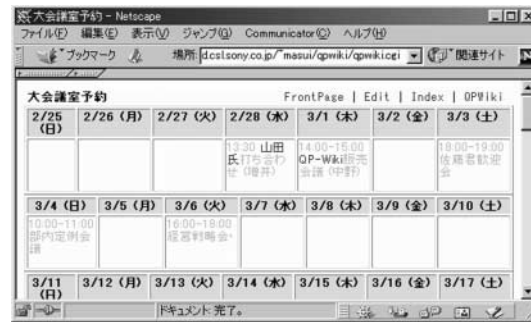 大会議室予約 - Netscape
ファイル(F) 編集(E) 表示(V) ジャンプ(G) Communicator(C) ヘルプ(H)
ブックマーク 場所: dcsl.sony.co.jp/~masui/qpwiki/qpwiki.cgi 関連サイト
大会議室予約 FrontPage | Edit | Index | QPWiki
2/25 (日) 2/26 (月) 2/27 (火) 2/28 (水) 3/1 (木) 3/2 (金) 3/3 (土)
13:30 山田 14:00-15:00 18:00-19:00
氏打ち合わ QP-Wiki販売 佐藤君歓迎
せ (増井) 会議 (中野) 会
3/4 (日) 3/5 (月) 3/6 (火) 3/7 (水) 3/8 (木) 3/9 (金) 3/10 (土)
10:00-11:00 16:00-18:00
部内定例会 経営戦略会
議
3/11 (日) 3/12 (月) 3/13 (火) 3/14 (水) 3/15 (木) 3/16 (金) 3/17 (土)
ドキュメント: 完了。